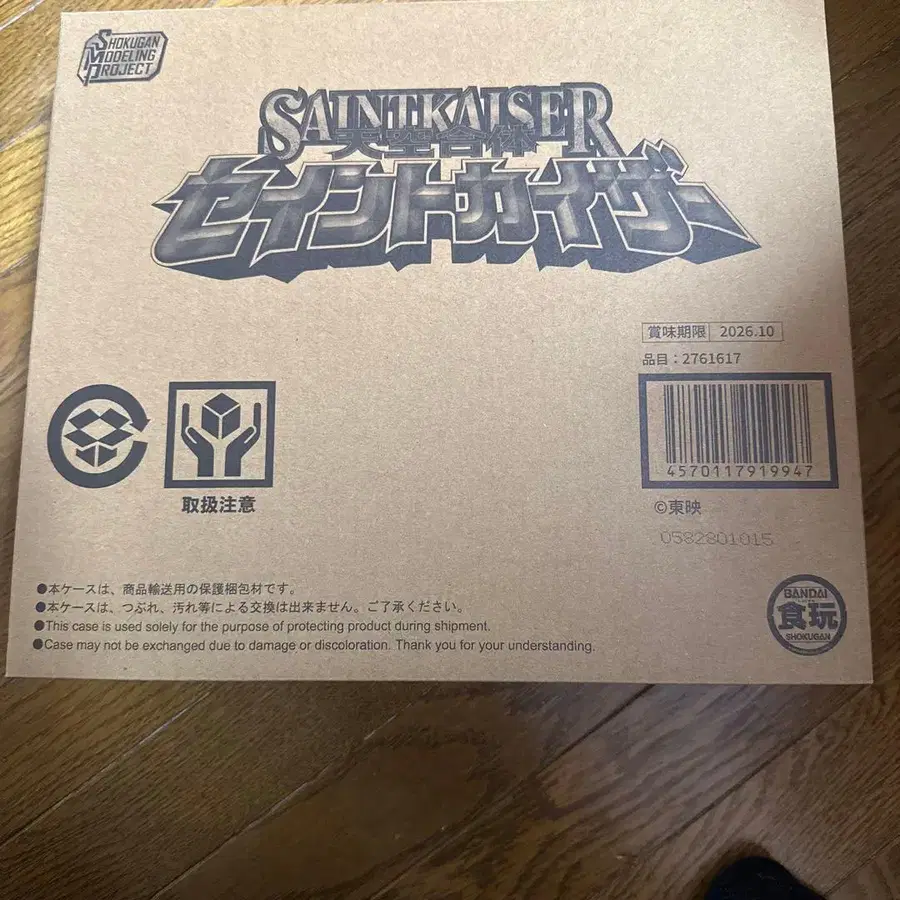 SHOKUGAN
MODELING
PROJECT
SAINTKAISER
天空合体
セイントカイザー
賞味期限 2026.10
品目：2761617
4570117919947
©東映
0582801015
取扱注意
●本ケースは、商品輸送用の保護梱包材です。
●本ケースは、つぶれ、汚れ等による交換は出来ません。ご了承ください。
●This case is used solely for the purpose of protecting product during shipment.
●Case may not be exchanged due to damage or discoloration. Thank you for your understanding.
BANDAI
食玩
SHOKUGAN